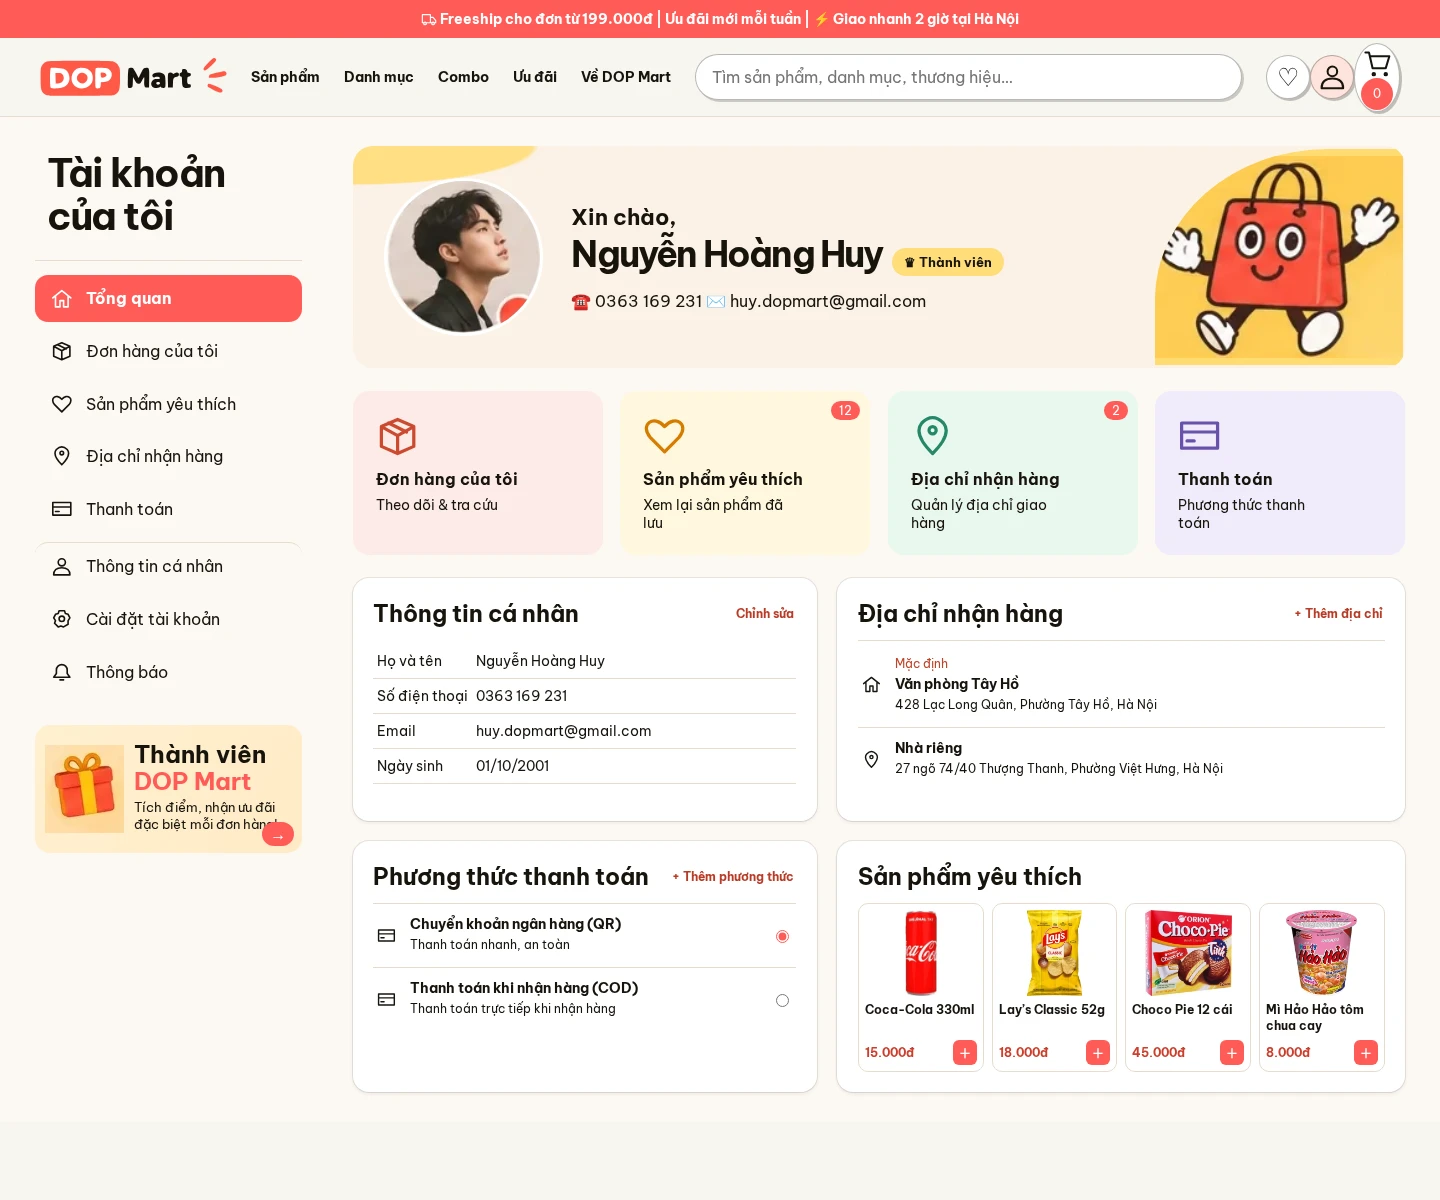 Freeship cho đơn từ 199.000đ | Ưu đãi mới mỗi tuần | ⚡ Giao nhanh 2 giờ tại Hà Nội
DOP Mart
Sản phẩm
Danh mục
Combo
Ưu đãi
Về DOP Mart
Tìm sản phẩm, danh mục, thương hiệu...
0
Tài khoản
của tôi
Tổng quan
Đơn hàng của tôi
Sản phẩm yêu thích
Địa chỉ nhận hàng
Thanh toán
Thông tin cá nhân
Cài đặt tài khoản
Thông báo
Thành viên
DOP Mart
Tích điểm, nhận ưu đãi
đặc biệt mỗi đơn hàng!
→
Xin chào,
Nguyễn Hoàng Huy
♛ Thành viên
☎️ 0363 169 231 ✉️ huy.dopmart@gmail.com
Đơn hàng của tôi
Theo dõi & tra cứu
12
Sản phẩm yêu thích
Xem lại sản phẩm đã
lưu
2
Địa chỉ nhận hàng
Quản lý địa chỉ giao
hàng
Thanh toán
Phương thức thanh
toán
Thông tin cá nhân
Chỉnh sửa
Họ và tên Nguyễn Hoàng Huy
Số điện thoại 0363 169 231
Email huy.dopmart@gmail.com
Ngày sinh 01/10/2001
Địa chỉ nhận hàng
+ Thêm địa chỉ
Mặc định
Văn phòng Tây Hồ
428 Lạc Long Quân, Phường Tây Hồ, Hà Nội
Nhà riêng
27 ngõ 74/40 Thượng Thanh, Phường Việt Hưng, Hà Nội
Phương thức thanh toán
+ Thêm phương thức
Chuyển khoản ngân hàng (QR)
Thanh toán nhanh, an toàn
Thanh toán khi nhận hàng (COD)
Thanh toán trực tiếp khi nhận hàng
Sản phẩm yêu thích
Coca-Cola 330ml
15.000đ
+
Lay's
CLASSIC
Lay’s Classic 52g
18.000đ
+
ORION
Choco-Pie
Choco Pie 12 cái
45.000đ
+
Hảo Hảo
Mì Hảo Hảo tôm
chua cay
8.000đ
+